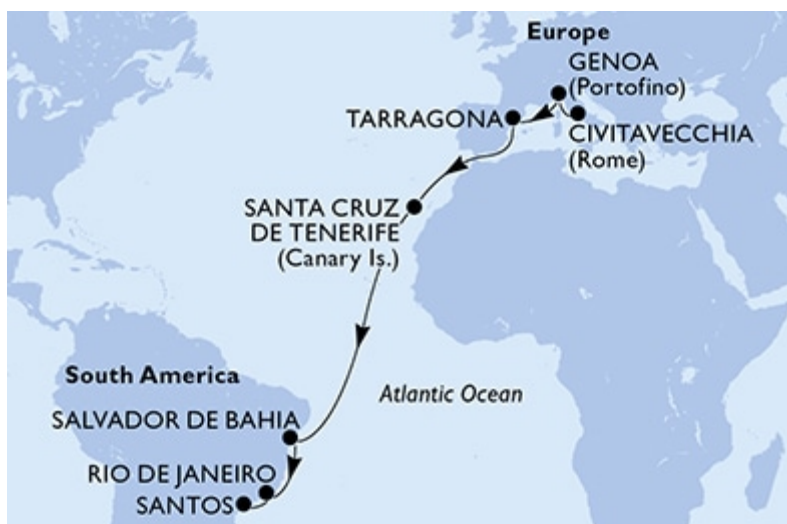 Europe
GENOA
(Portofino)
TARRAGONA
CIVITAVECCHIA
(Rome)
SANTA CRUZ
DE TENERIFE
(Canary Is.)
South America
Atlantic Ocean
SALVADOR DE BAHIA
RIO DE JANEIRO
SANTOS